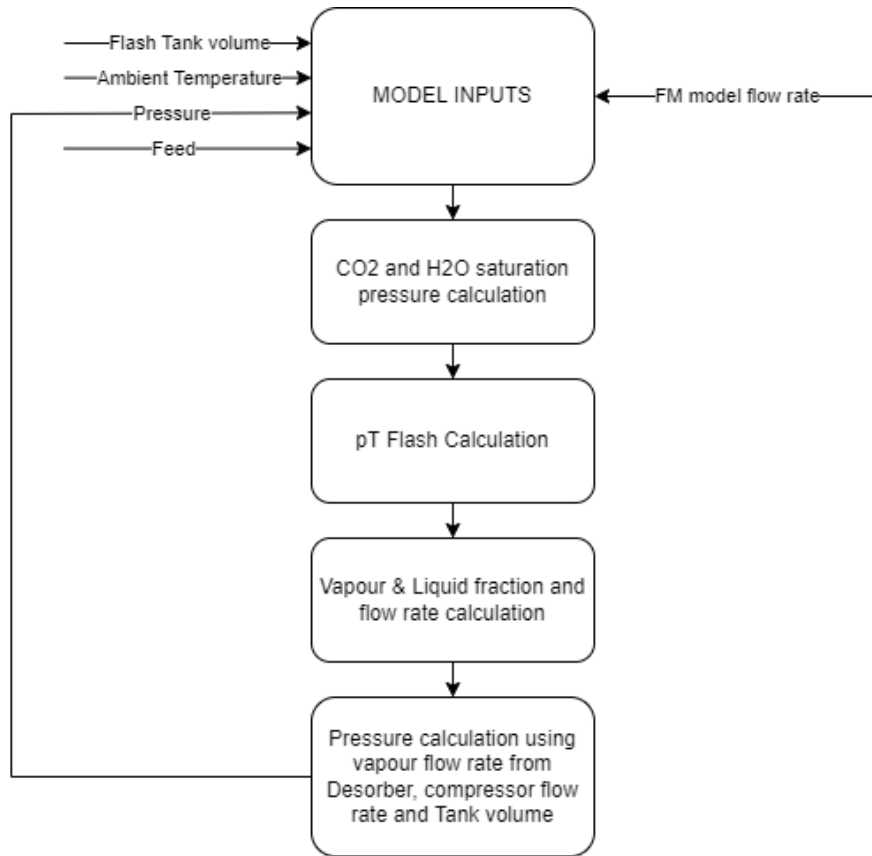 Flash Tank volume
Ambient Temperature
Pressure
Feed
MODEL INPUTS
FM model flow rate
CO2 and H2O saturation
pressure calculation
pT Flash Calculation
Vapour & Liquid fraction and
flow rate calculation
Pressure calculation using
vapour flow rate from
Desorber, compressor flow
rate and Tank volume